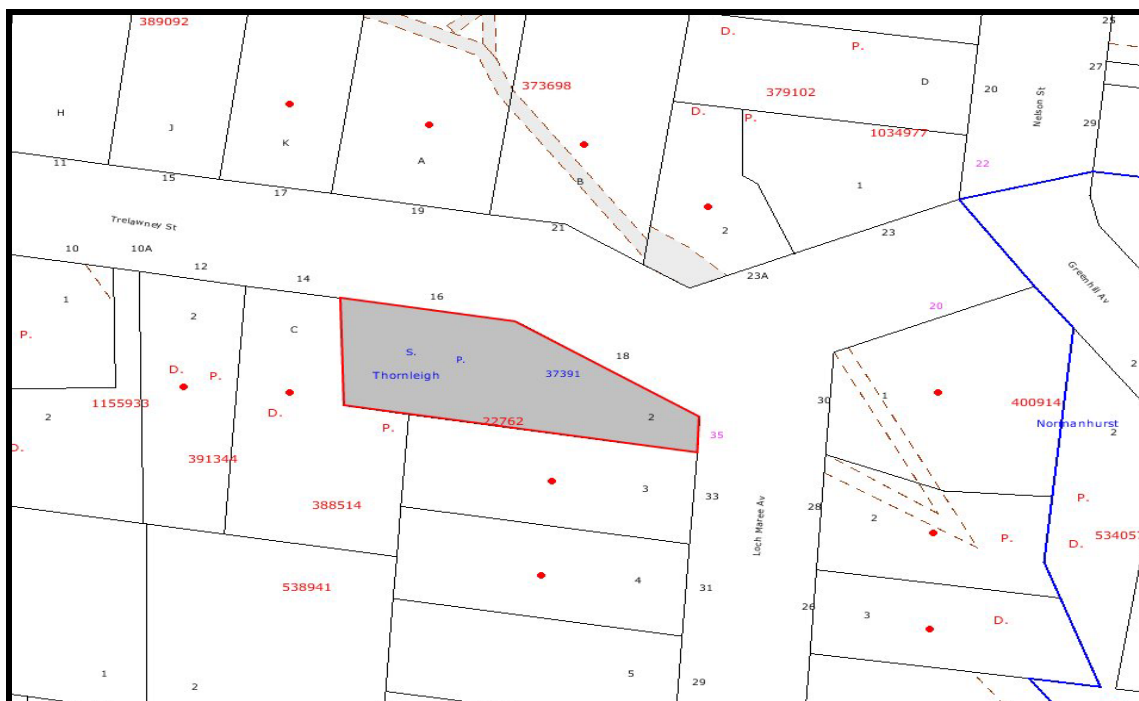 389092
D.
P.
25
27
373698
379102
D
20
Nelson St
H
J
K
A
D.
P.
1034977
29
22
11
15
17
19
B
1
21
2
23
Trelawney St
10
10A
12
14
16
23A
Greenhill Av
1
2
C
20
P.
S.
P.
18
Thornleigh
37391
2
D.
P.
1155933
2
D.
22762
2
35
30
1
400914
Normanhurst
2
P.
D.
391344
388514
3
33
Loch Maree Av
28
2
P.
P.
D.
534057
538941
4
31
26
3
D.
1
2
5
29